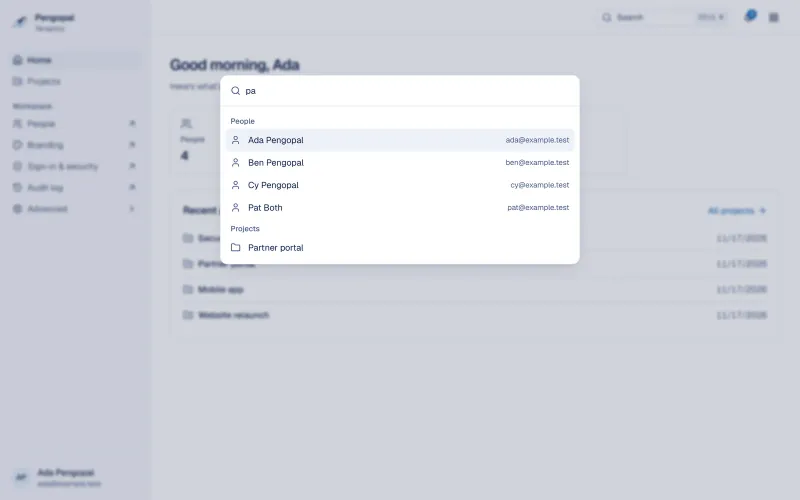 Pengopal
Search
Home
Projects
Workspace
People
Branding
Sign-in & security
Audit log
Advanced
Good morning, Ada
pa
People
Ada Pengopal ada@example.test
Ben Pengopal ben@example.test
Cy Pengopal cy@example.test
Pat Both pat@example.test
Projects
Partner portal
People
4
All projects
11/17/2026
Partner portal 11/17/2026
Mobile app 11/17/2026
Website relaunch 11/17/2026
Ada Pengopal